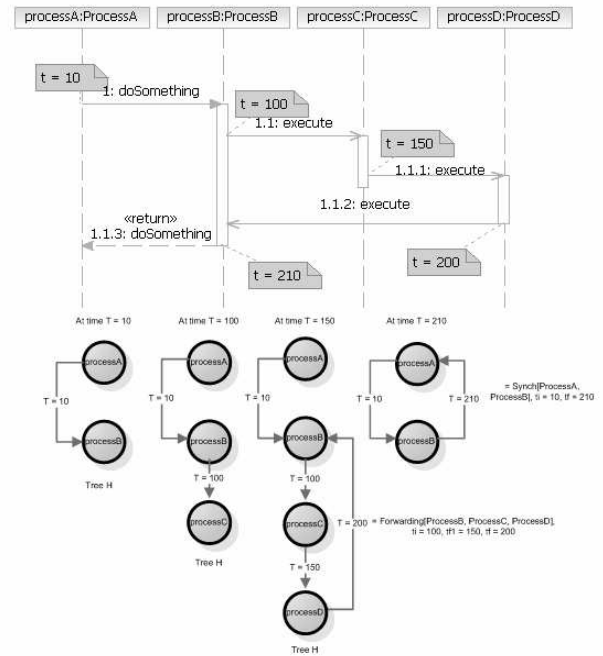 processA:ProcessA processB:ProcessB processC:ProcessC processD:ProcessD
t = 10
1: doSomething
t = 100
1.1: execute
t = 150
1.1.1: execute
1.1.2: execute
«return»
1.1.3: doSomething
t = 200
t = 210
At time T = 10 At time T = 100 At time T = 150 At time T = 210
processA processA processA processA
T = 10 T = 10 T = 10 T = 10 T = 210
= Synch[ProcessA,
ProcessB], ti = 10, tf = 210
processB processB processB processB
Tree H
T = 100 T = 100
processC processC
T = 200 = Forwarding[ProcessB, ProcessC, ProcessD],
ti = 100, tf1 = 150, tf = 200
Tree H
T = 150
processD
Tree H